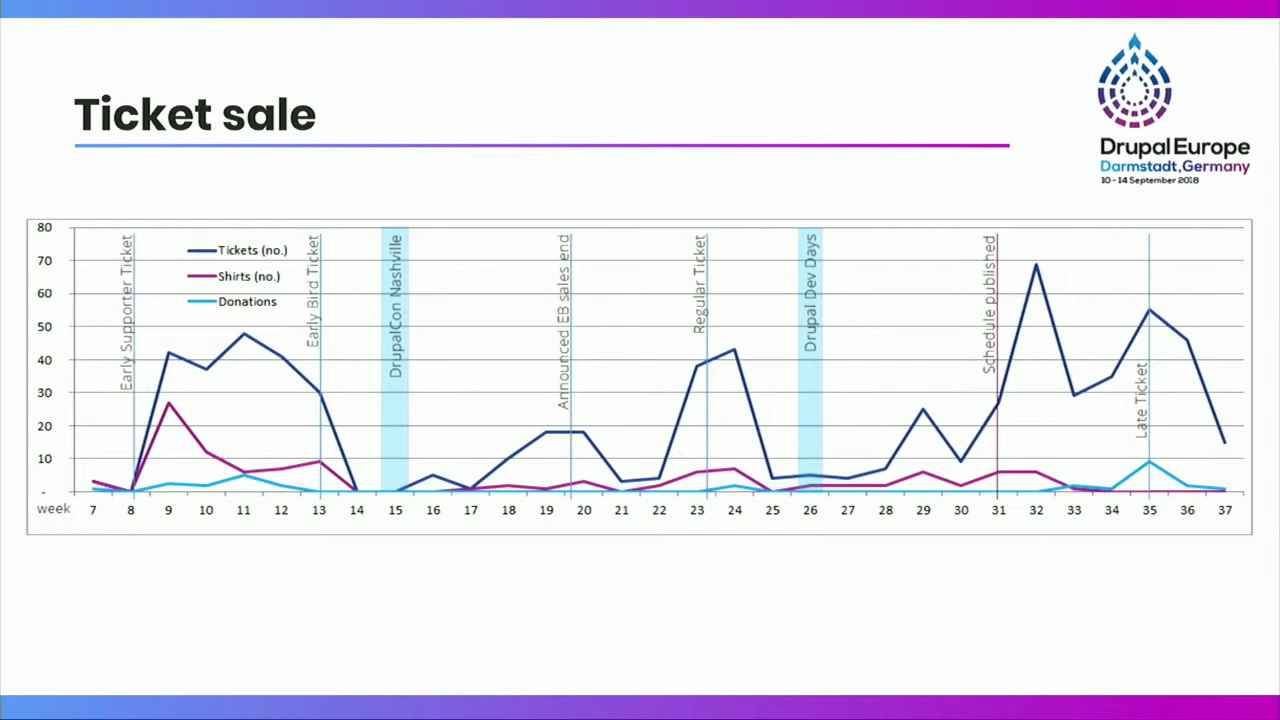 Ticket sale
Drupal Europe
Darmstadt, Germany
10 - 14 September 2018
80
70
60
50
40
30
20
10
-
Tickets (no.)
Shirts (no.)
Donations
Early Supporter Ticket
Early Bird Ticket
DrupalCon Nashville
Announced EB sales end
Regular Ticket
Drupal Dev Days
Schedule published
Late Ticket
week 7 8 9 10 11 12 13 14 15 16 17 18 19 20 21 22 23 24 25 26 27 28 29 30 31 32 33 34 35 36 37